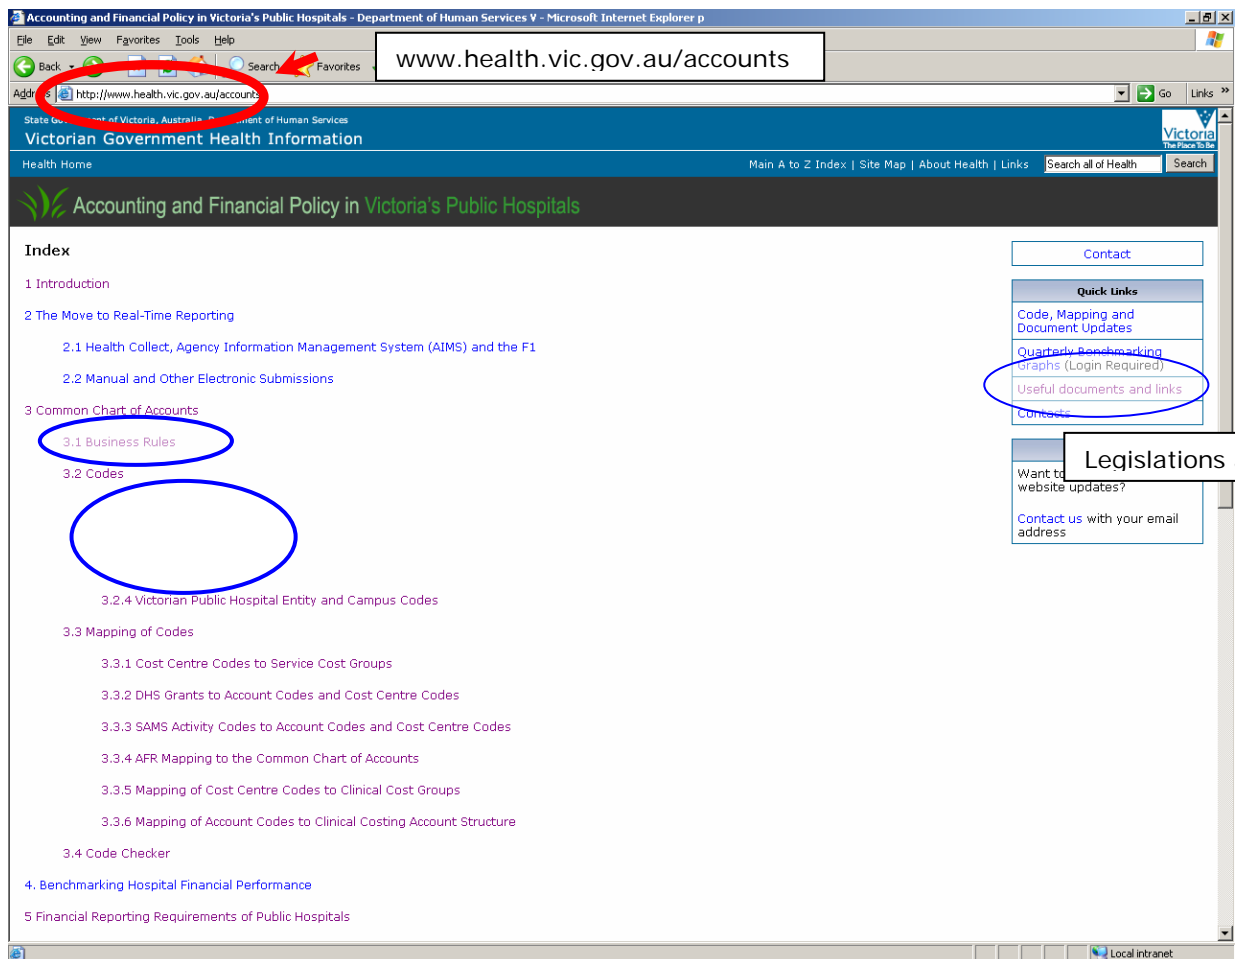 Accounting and Financial Policy in Victoria's Public Hospitals - Department of Human Services V - Microsoft Internet Explorer p
File Edit View Favorites Tools Help
www.health.vic.gov.au/accounts
Back Search Favorites
Address http://www.health.vic.gov.au/accounts Go Links »
State Government of Victoria, Australia, Department of Human Services
Victorian Government Health Information
Victoria
The Place To Be
Health Home Main A to Z Index | Site Map | About Health | Links Search all of Health Search
Accounting and Financial Policy in Victoria's Public Hospitals
Index
Contact
1 Introduction
Quick Links
2 The Move to Real-Time Reporting
Code, Mapping and
Document Updates
2.1 Health Collect, Agency Information Management System (AIMS) and the F1
Quarterly Benchmarking
Graphs (Login Required)
2.2 Manual and Other Electronic Submissions
Useful documents and links
3 Common Chart of Accounts
Contacts
3.1 Business Rules
Legislations
3.2 Codes
Want to
website updates?
Contact us with your email
address
3.2.4 Victorian Public Hospital Entity and Campus Codes
3.3 Mapping of Codes
3.3.1 Cost Centre Codes to Service Cost Groups
3.3.2 DHS Grants to Account Codes and Cost Centre Codes
3.3.3 SAMS Activity Codes to Account Codes and Cost Centre Codes
3.3.4 AFR Mapping to the Common Chart of Accounts
3.3.5 Mapping of Cost Centre Codes to Clinical Cost Groups
3.3.6 Mapping of Account Codes to Clinical Costing Account Structure
3.4 Code Checker
4. Benchmarking Hospital Financial Performance
5 Financial Reporting Requirements of Public Hospitals
Local intranet